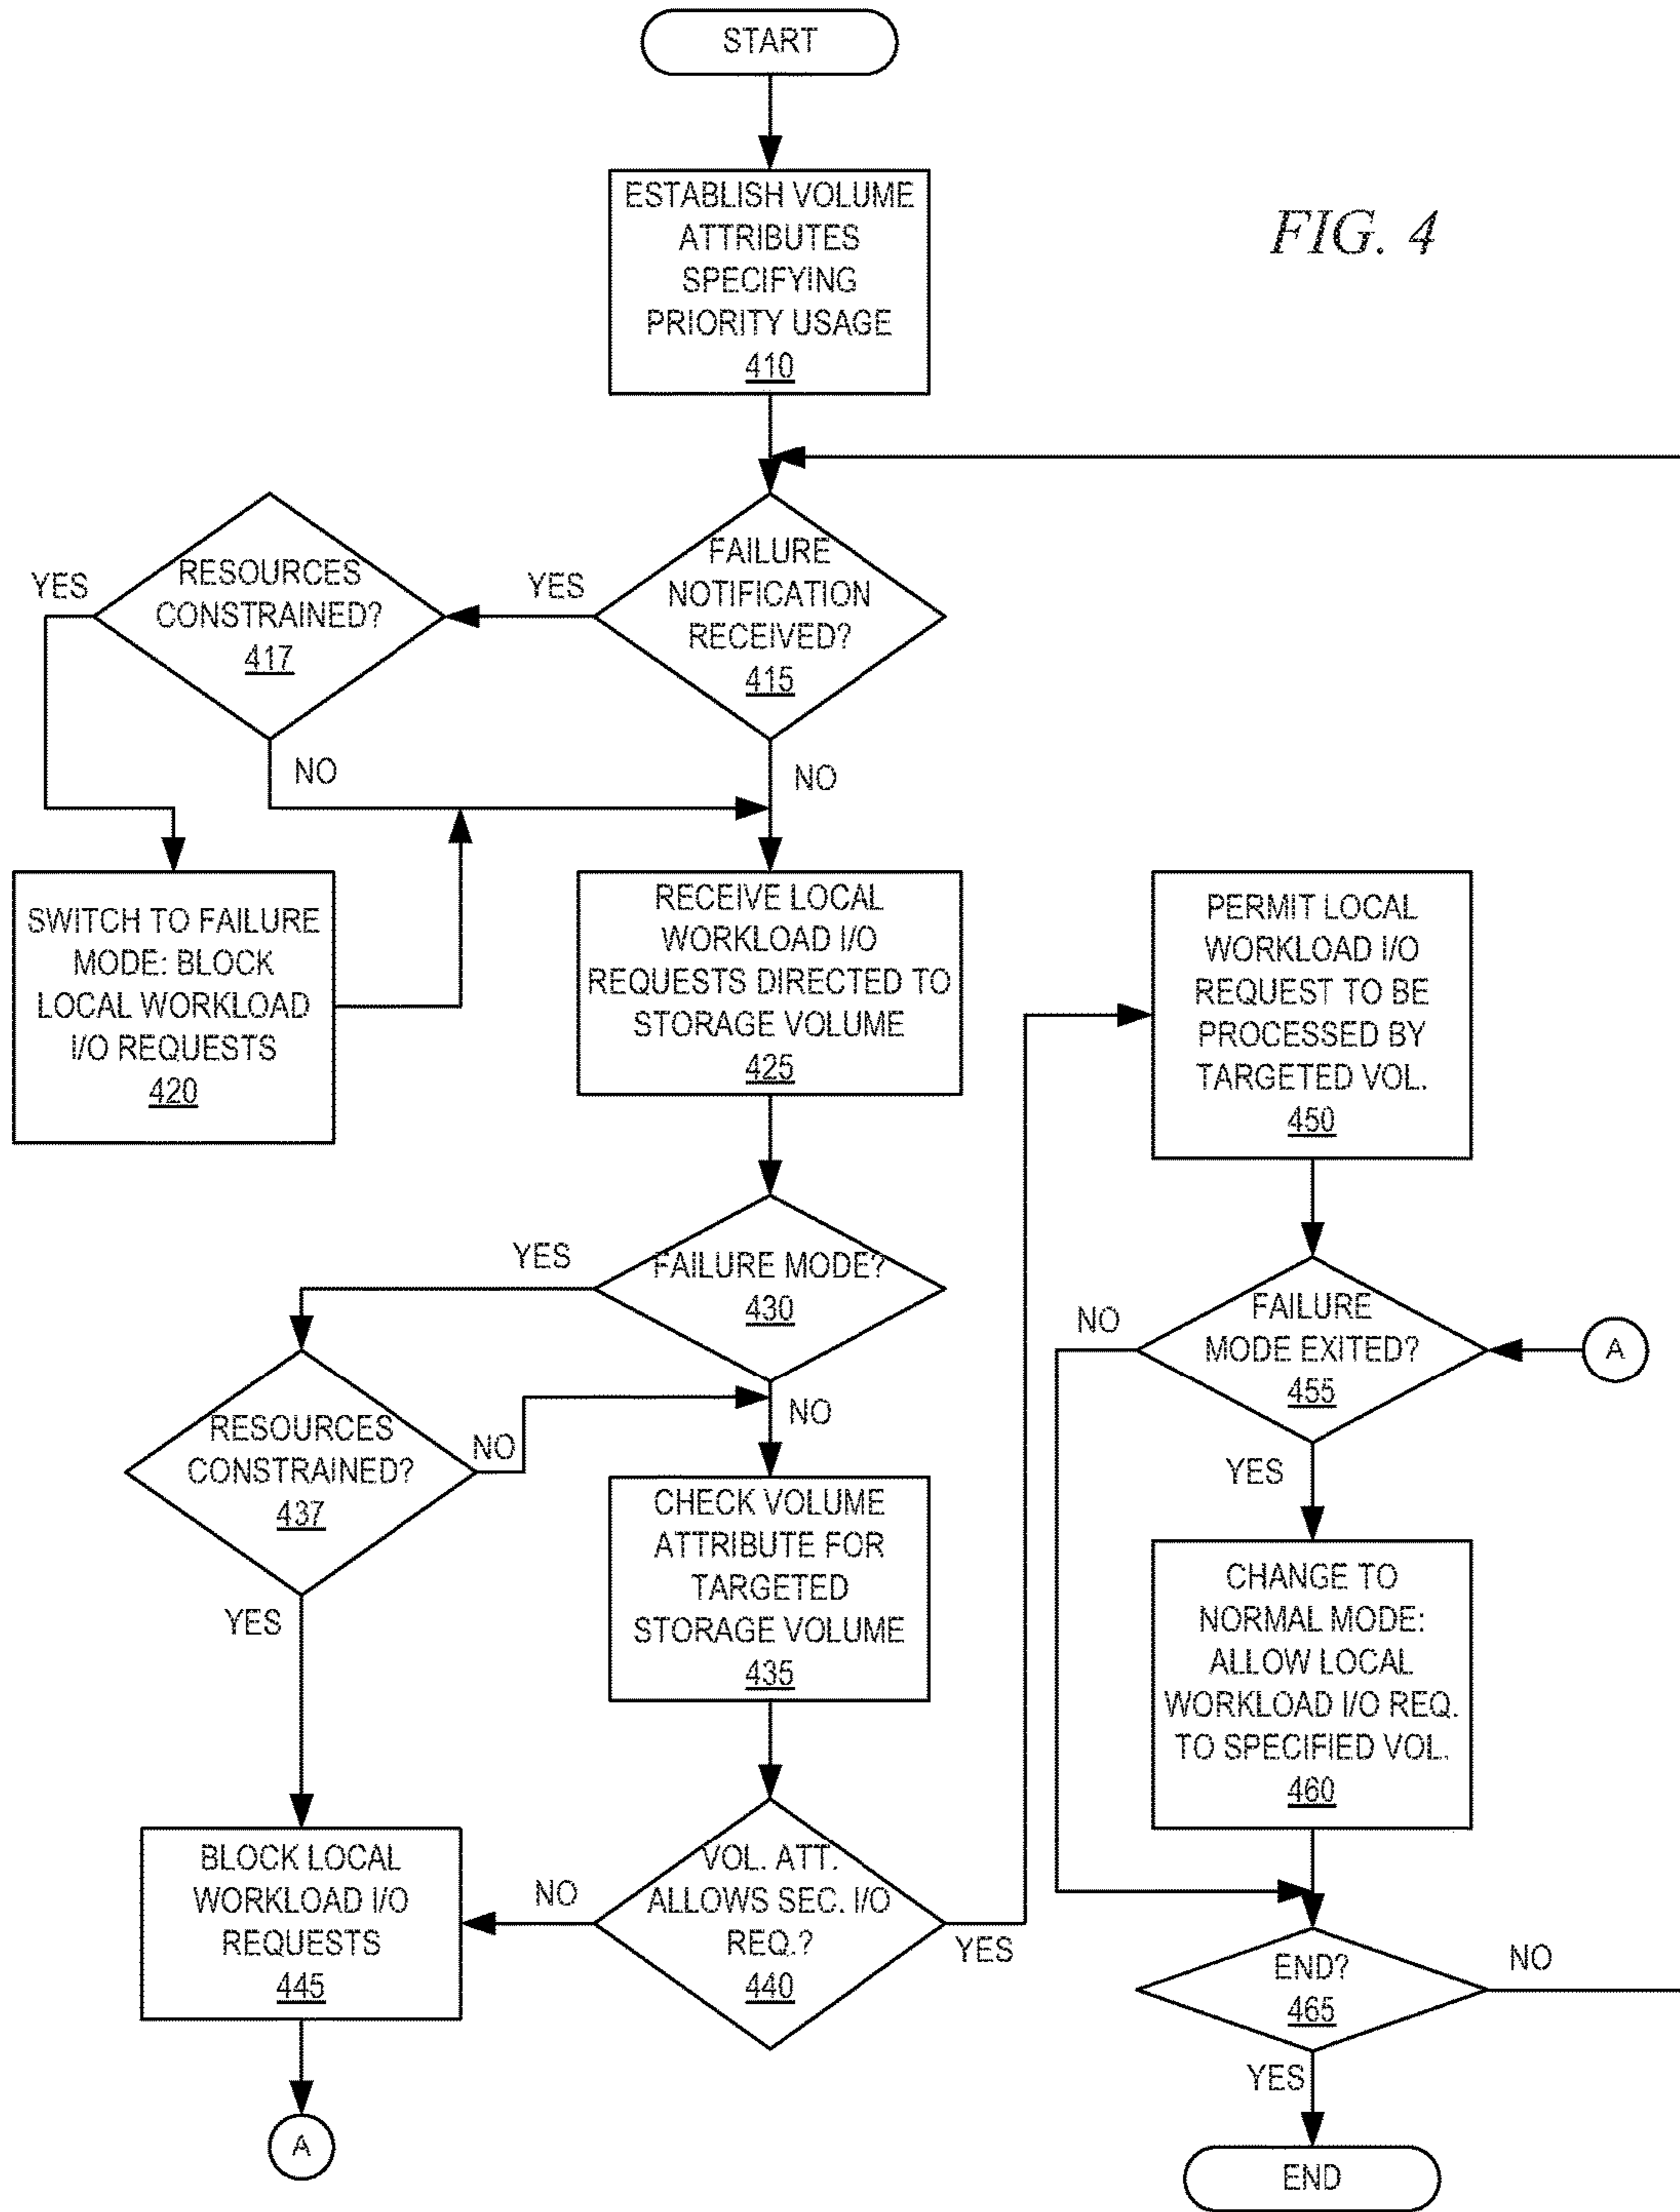 START
ESTABLISH VOLUME
ATTRIBUTES
SPECIFYING
PRIORITY USAGE
410
FIG. 4
FAILURE
NOTIFICATION
RECEIVED?
415
YES
NO
RESOURCES
CONSTRAINED?
417
YES
NO
SWITCH TO FAILURE
MODE: BLOCK
LOCAL WORKLOAD
I/O REQUESTS
420
RECEIVE LOCAL
WORKLOAD I/O
REQUESTS DIRECTED TO
STORAGE VOLUME
425
FAILURE MODE?
430
YES
NO
RESOURCES
CONSTRAINED?
437
NO
YES
CHECK VOLUME
ATTRIBUTE FOR
TARGETED
STORAGE VOLUME
435
VOL. ATT.
ALLOWS SEC. I/O
REQ.?
440
NO
YES
BLOCK LOCAL
WORKLOAD I/O
REQUESTS
445
A
PERMIT LOCAL
WORKLOAD I/O
REQUEST TO BE
PROCESSED BY
TARGETED VOL.
450
FAILURE
MODE EXITED?
455
NO
A
YES
CHANGE TO
NORMAL MODE:
ALLOW LOCAL
WORKLOAD I/O REQ.
TO SPECIFIED VOL.
460
END?
465
NO
YES
END